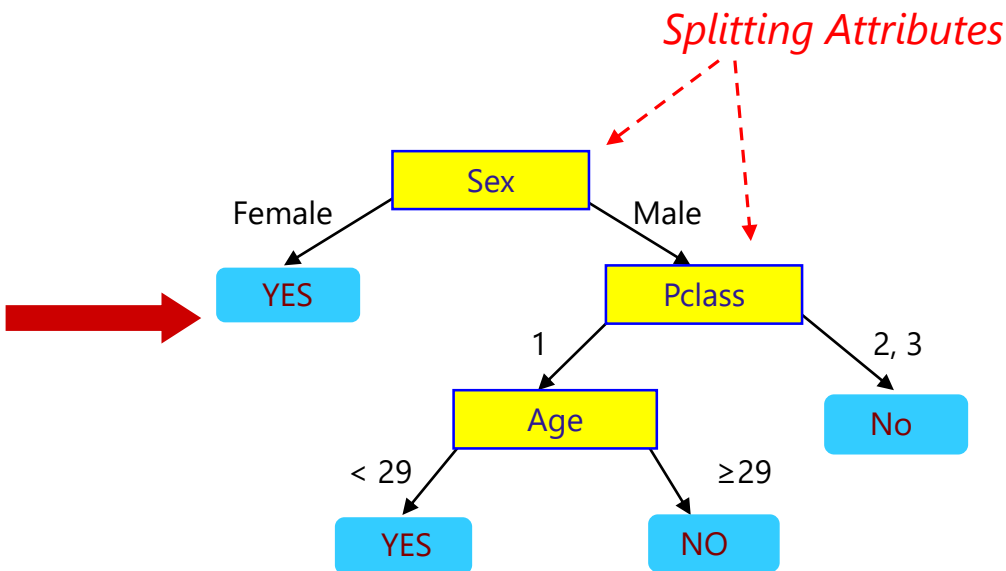 Splitting Attributes
Sex
Female
Male
YES
Pclass
1
2, 3
Age
No
< 29
≥29
YES
NO